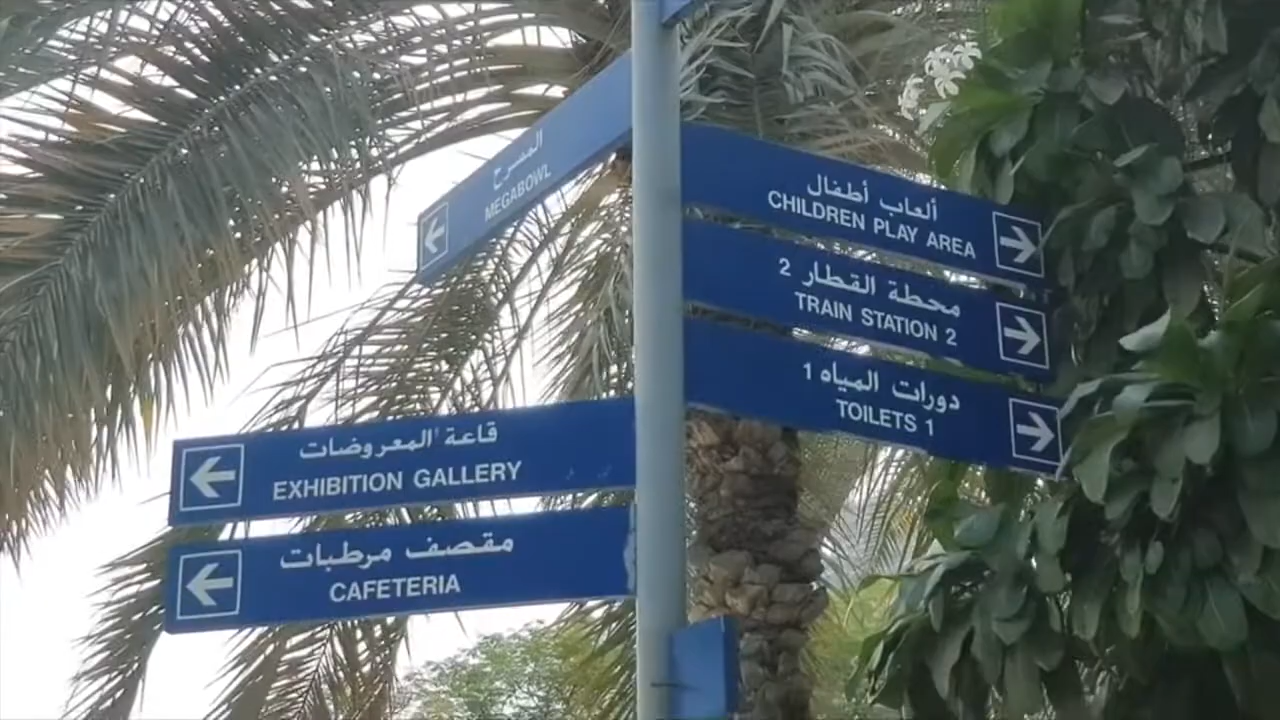 المسرح
MEGABOWL
ألعاب أطفال
CHILDREN PLAY AREA
محطة القطار 2
TRAIN STATION 2
دورات المياه 1
TOILETS 1
قاعة المعروضات
EXHIBITION GALLERY
مقصف مرطبات
CAFETERIA